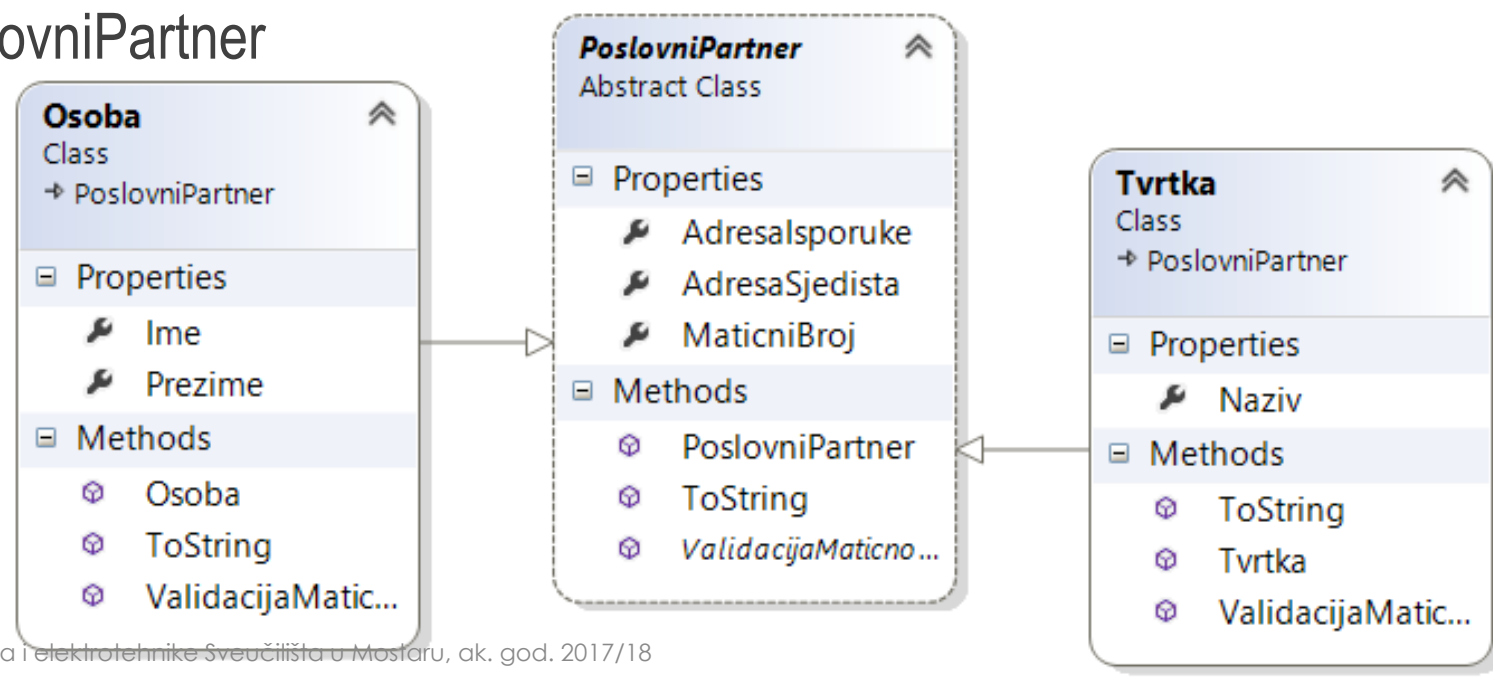 lovniPartner
Osoba
Class
PoslovniPartner
Properties
Ime
Prezime
Methods
Osoba
ToString
ValidacijaMatic...
PoslovniPartner
Abstract Class
Properties
AdresaIsporuke
AdresaSjedista
MaticniBroj
Methods
PoslovniPartner
ToString
ValidacijaMaticno...
Tvrtka
Class
PoslovniPartner
Properties
Naziv
Methods
ToString
Tvrtka
ValidacijaMatic...
a i elektrotehnike Sveučilišta u Mostaru, ak. god. 2017/18